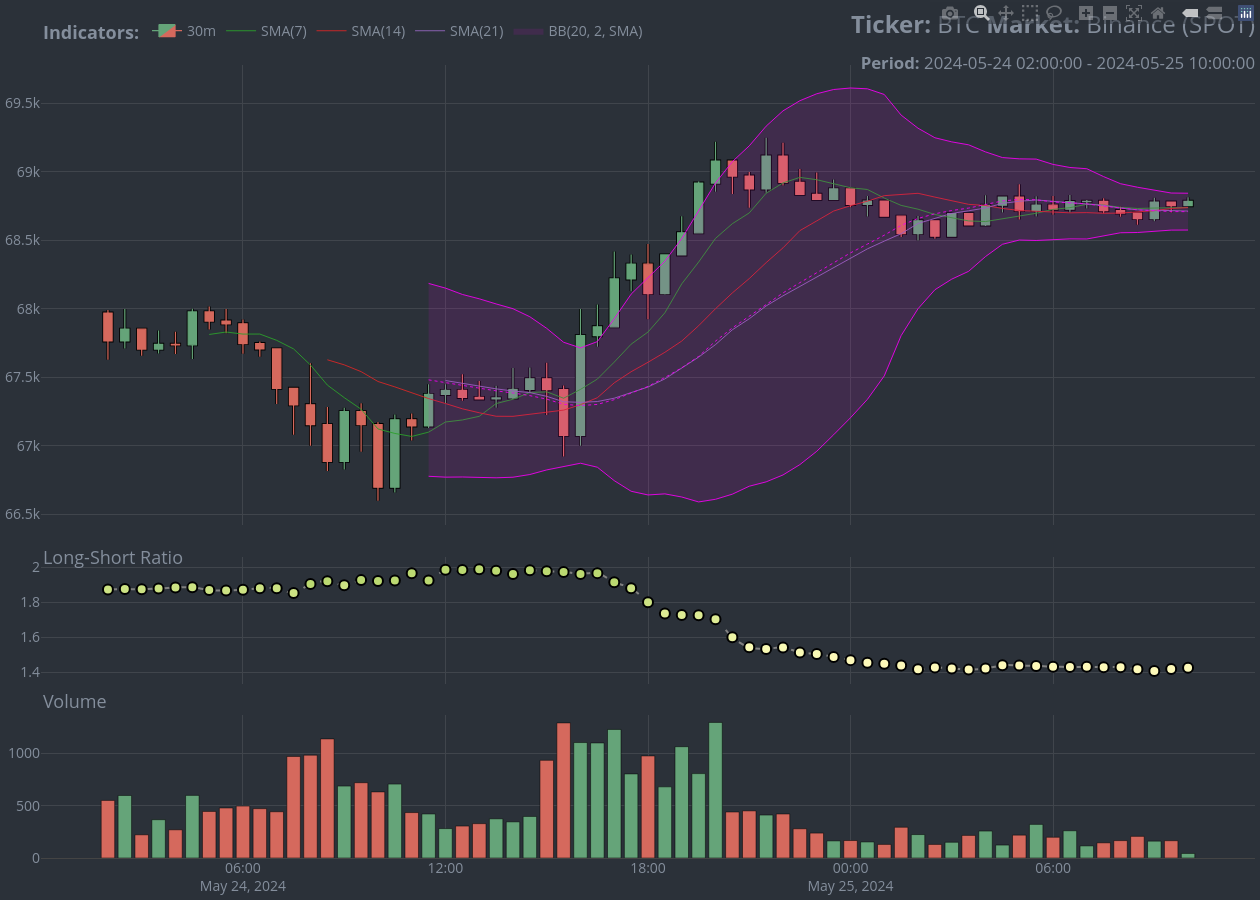 Indicators: 30m SMA(7) SMA(14) SMA(21) BB(20, 2, SMA)
Ticker: BTC Market: Binance (SPOT)
Period: 2024-05-24 02:00:00 - 2024-05-25 10:00:00
69.5k
69k
68.5k
68k
67.5k
67k
66.5k
Long-Short Ratio
2
1.8
1.6
1.4
Volume
1000
500
0
06:00 12:00 18:00 00:00 06:00
May 24, 2024 May 25, 2024